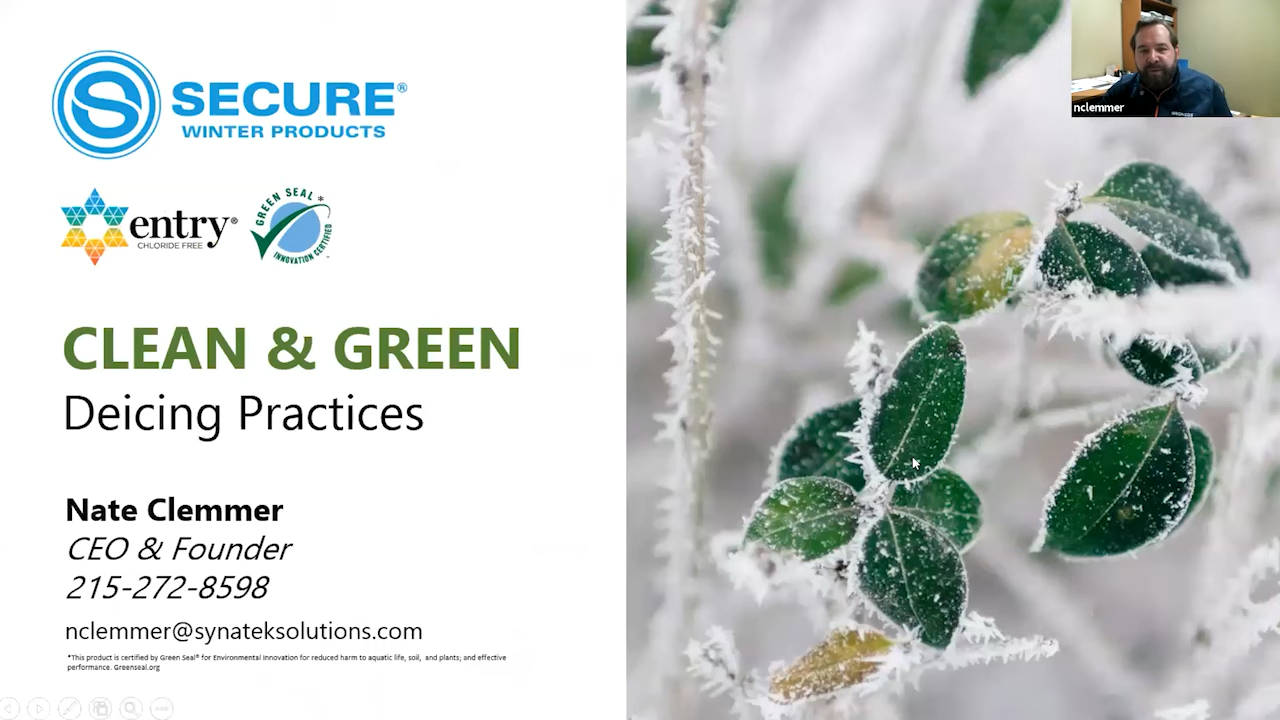 SECURE®
WINTER PRODUCTS
entry®
CHLORIDE FREE
GREEN SEAL *
INNOVATION CERTIFIED
CLEAN & GREEN
Deicing Practices
Nate Clemmer
CEO & Founder
215-272-8598
nclemmer@synateksolutions.com
*This product is certified by Green Seal® for Environmental Innovation for reduced harm to aquatic life, soil, and plants; and effective
performance. Greenseal.org
nclemmer